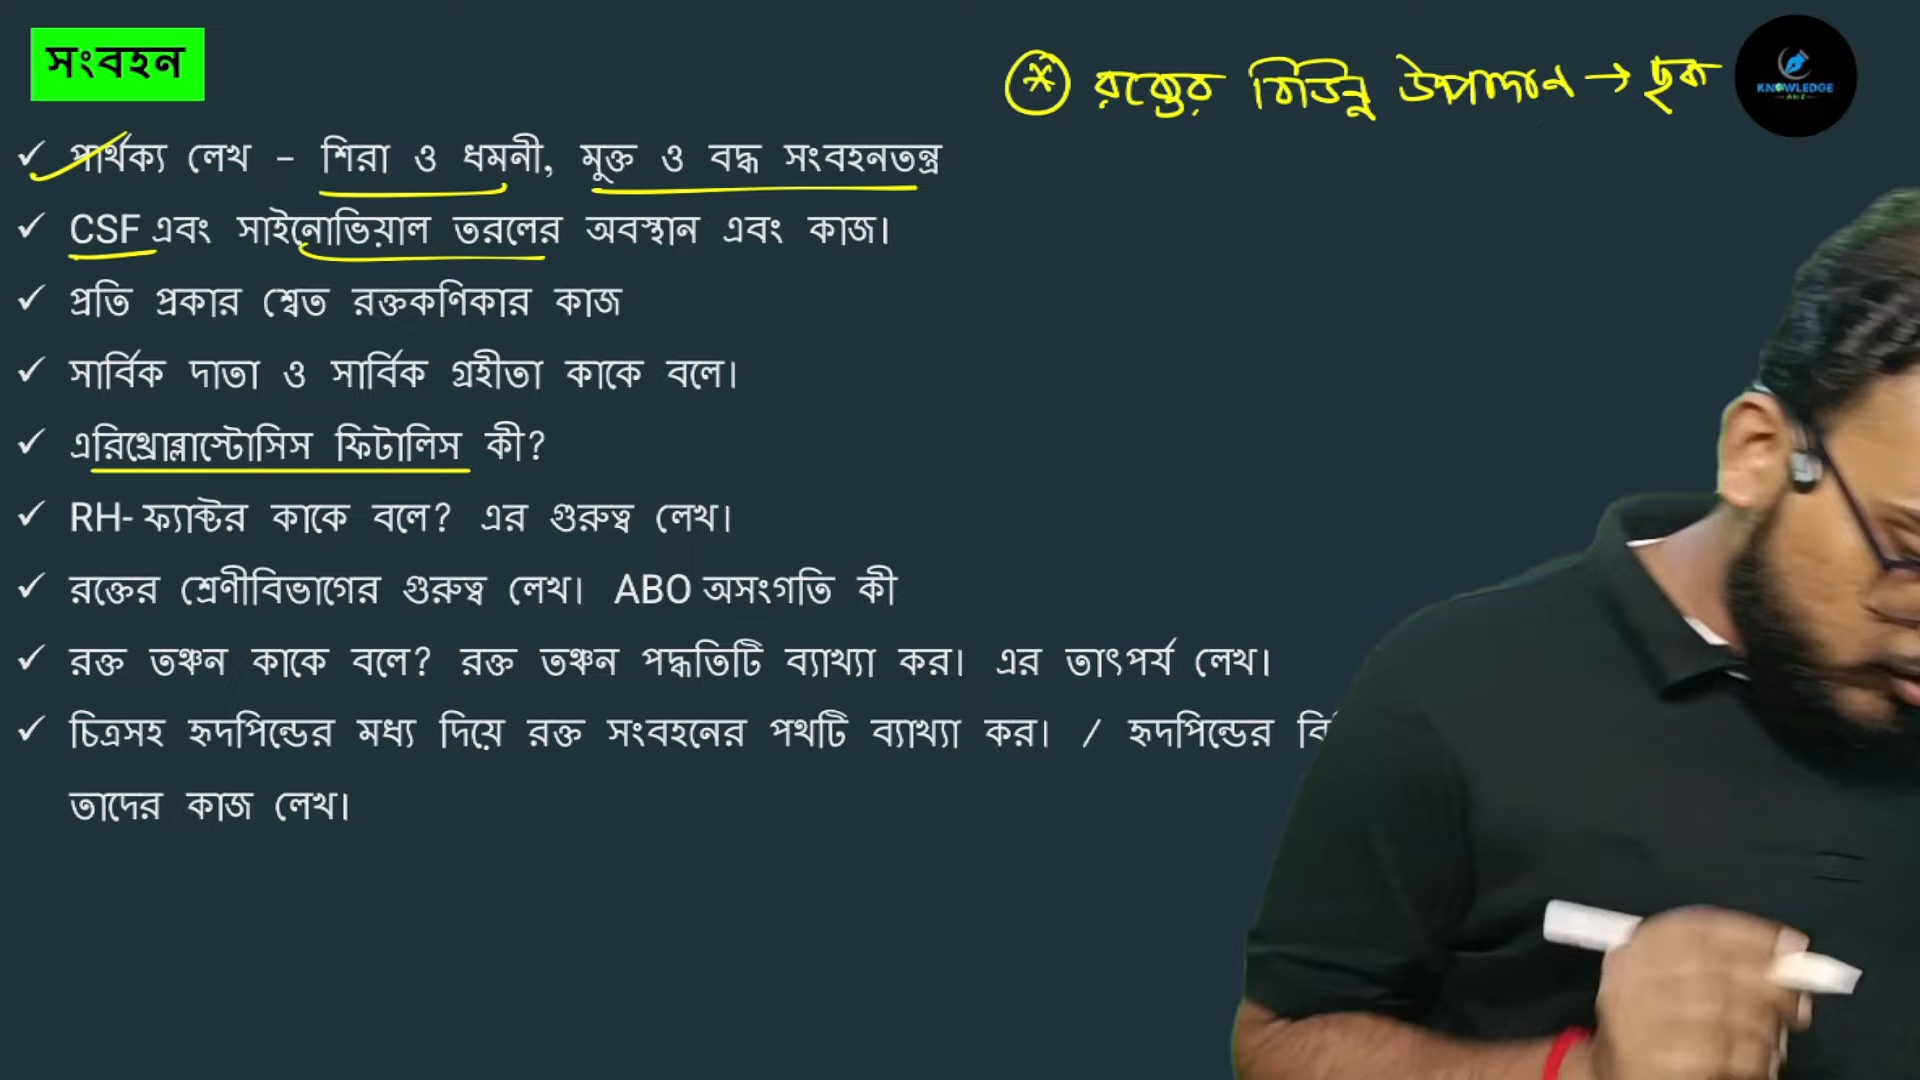 সংবহন
* রক্তের বিভিন্ন উপাদান → ছক
KNOWLEDGE
✓ পার্থক্য লেখ – শিরা ও ধমনী, মুক্ত ও বদ্ধ সংবহনতন্ত্র
✓ CSF এবং সাইনোভিয়াল তরলের অবস্থান এবং কাজ।
✓ প্রতি প্রকার শ্বেত রক্তকণিকার কাজ
✓ সার্বিক দাতা ও সার্বিক গ্রহীতা কাকে বলে।
✓ এরিথ্রোব্লাস্টোসিস ফিটালিস কী?
✓ RH- ফ্যাক্টর কাকে বলে? এর গুরুত্ব লেখ।
✓ রক্তের শ্রেণীবিভাগের গুরুত্ব লেখ। ABO অসংগতি কী
✓ রক্ত তঞ্চন কাকে বলে? রক্ত তঞ্চন পদ্ধতিটি ব্যাখ্যা কর। এর তাৎপর্য লেখ।
✓ চিত্রসহ হৃদপিন্ডের মধ্য দিয়ে রক্ত সংবহনের পথটি ব্যাখ্যা কর। / হৃদপিন্ডের
তাদের কাজ লেখ।